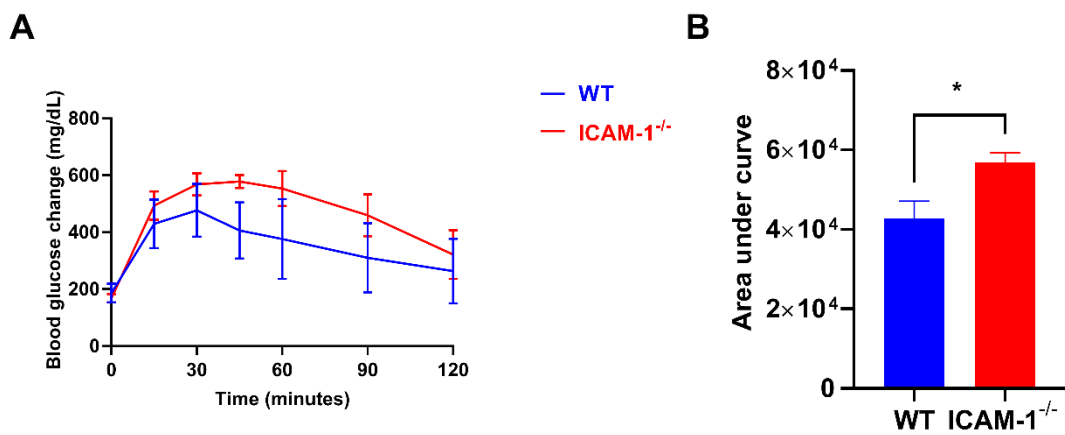 A
Blood glucose change (mg/dL)
800
600
400
200
0
0 30 60 90 120
Time (minutes)
WT
ICAM-1⁻/⁻
B
Area under curve
8×10⁴
6×10⁴
4×10⁴
2×10⁴
0
*
WT ICAM-1⁻/⁻